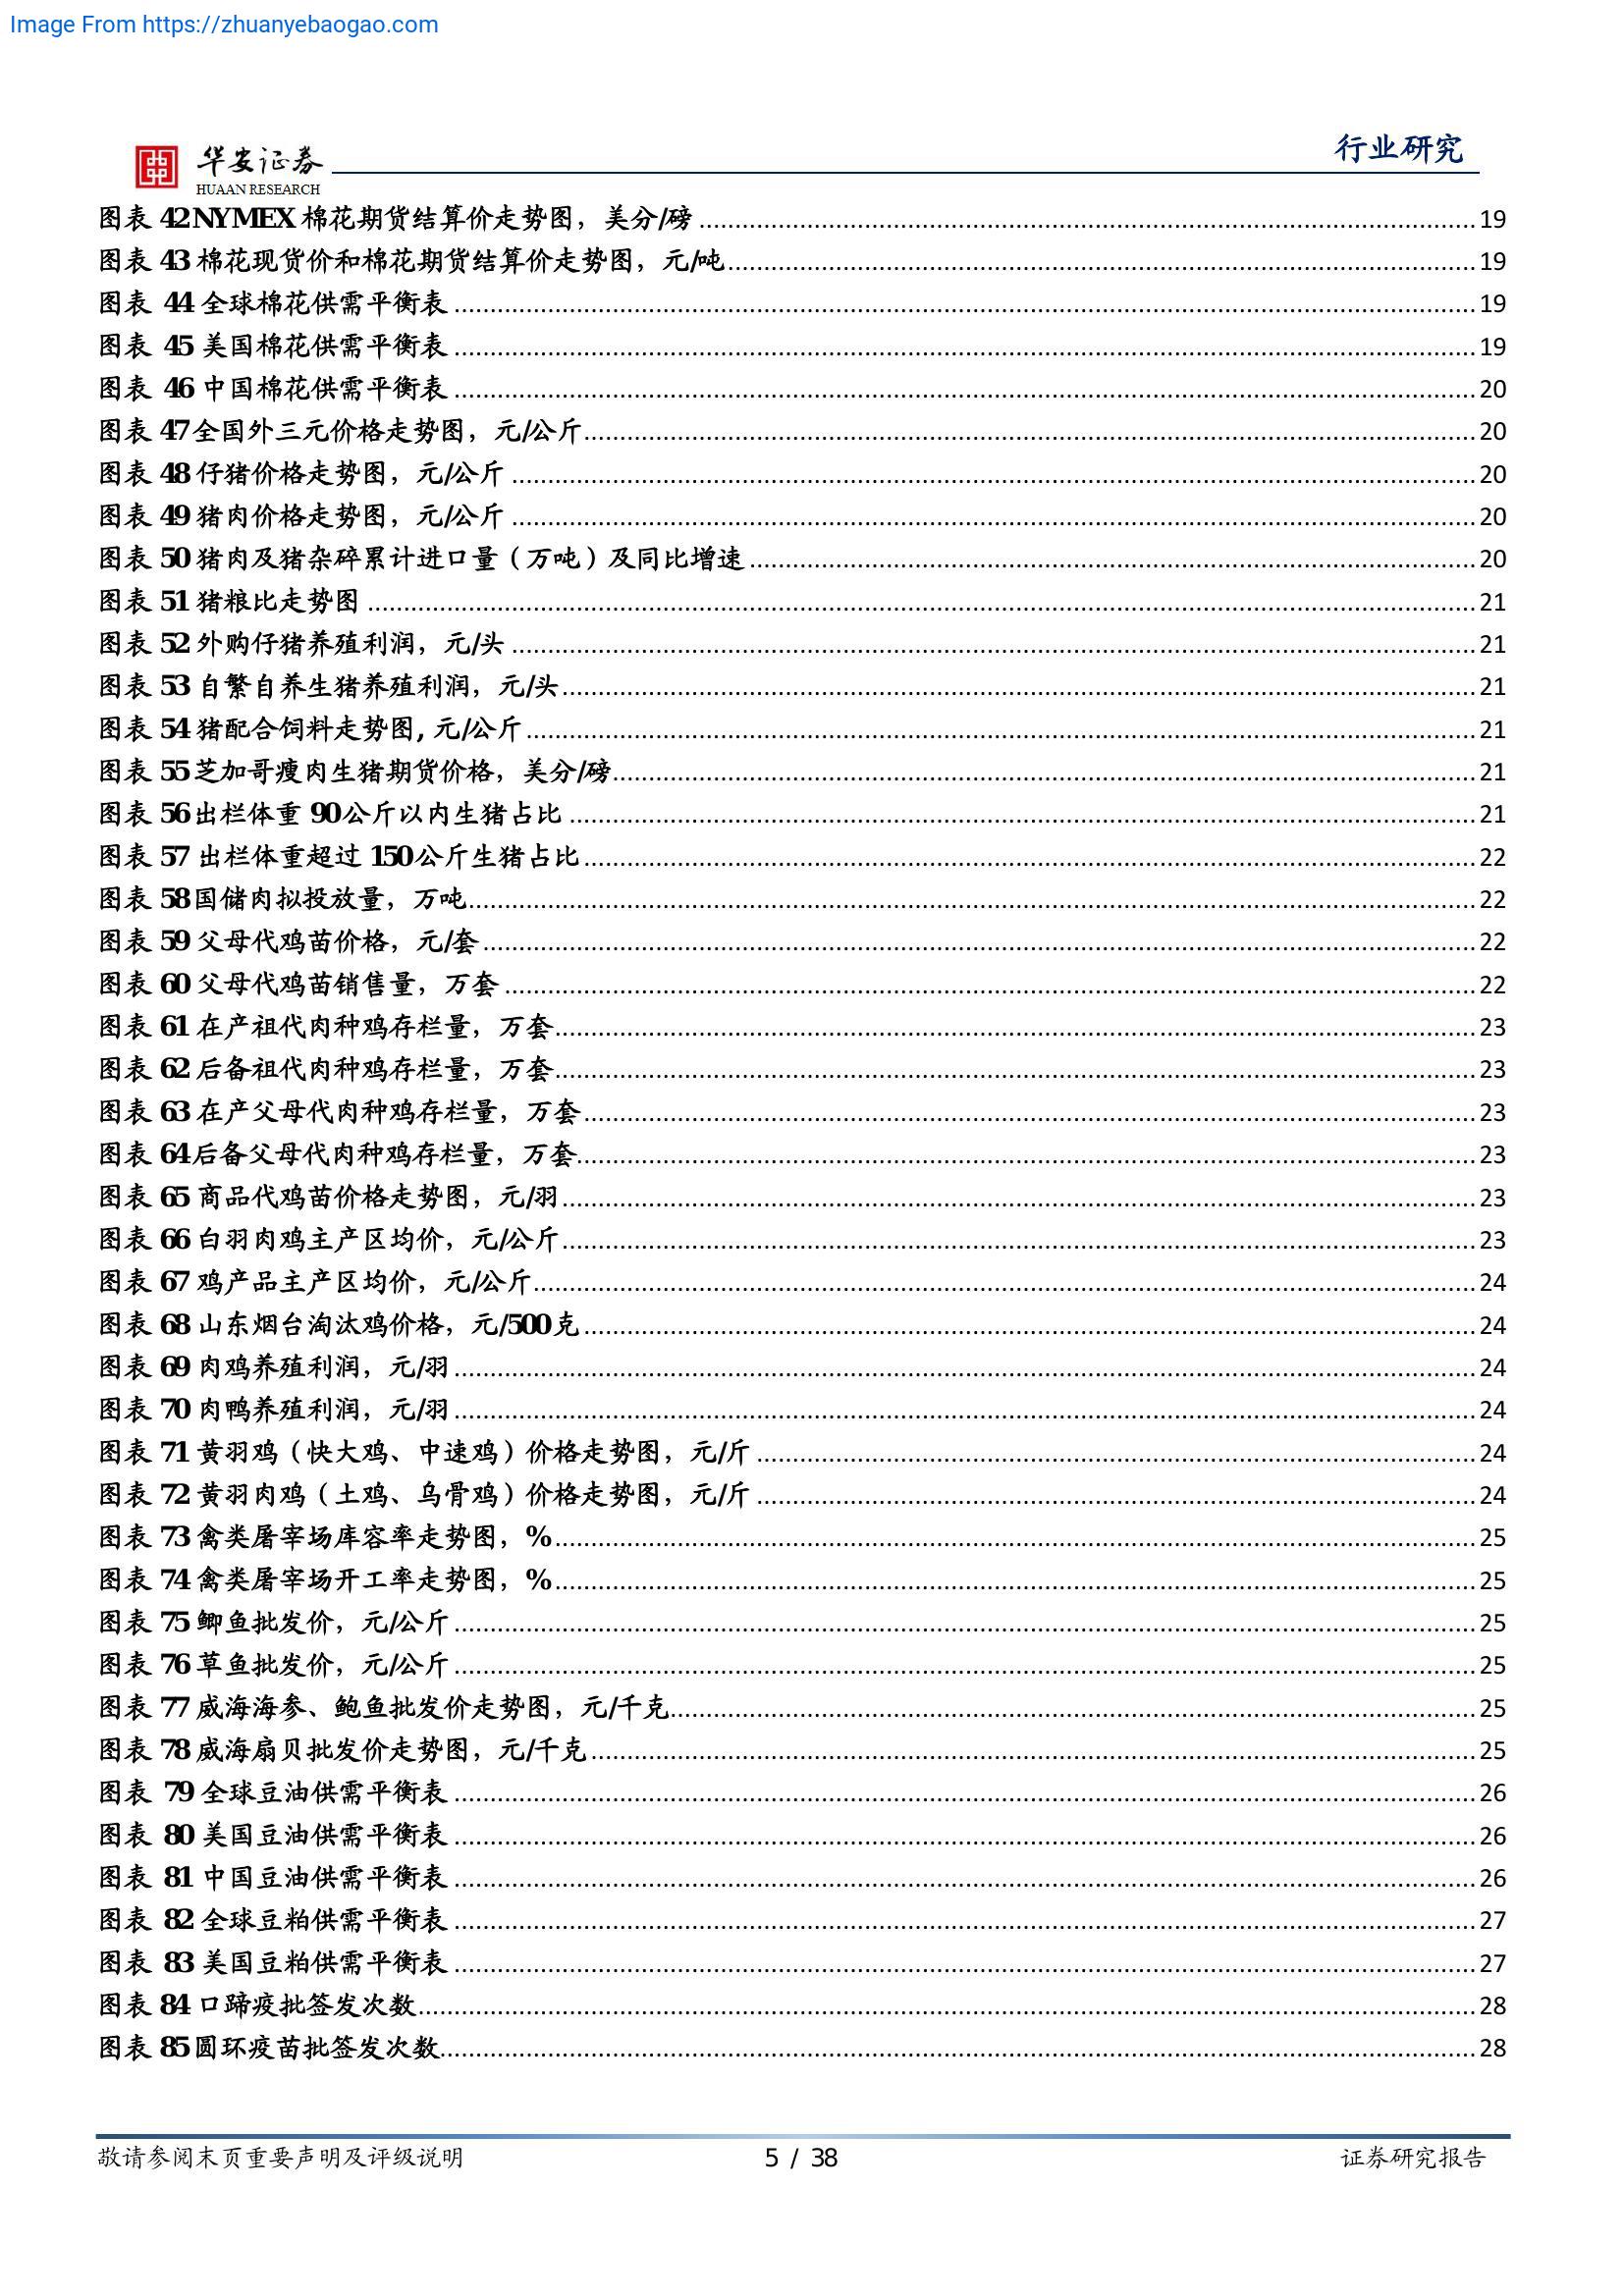 Image From https://zhuanyebaogao.com
华安证券
HUAAN RESEARCH
行业研究
图表 42 NYMEX 棉花期货结算价走势图，美分/磅 19
图表 43 棉花现货价和棉花期货结算价走势图，元/吨 19
图表 44 全球棉花供需平衡表 19
图表 45 美国棉花供需平衡表 19
图表 46 中国棉花供需平衡表 20
图表 47 全国外三元价格走势图，元/公斤 20
图表 48 仔猪价格走势图，元/公斤 20
图表 49 猪肉价格走势图，元/公斤 20
图表 50 猪肉及猪杂碎累计进口量（万吨）及同比增速 20
图表 51 猪粮比走势图 21
图表 52 外购仔猪养殖利润，元/头 21
图表 53 自繁自养生猪养殖利润，元/头 21
图表 54 猪配合饲料走势图, 元/公斤 21
图表 55 芝加哥瘦肉生猪期货价格，美分/磅 21
图表 56 出栏体重 90公斤以内生猪占比 21
图表 57 出栏体重超过 150公斤生猪占比 22
图表 58 国储肉拟投放量，万吨 22
图表 59 父母代鸡苗价格，元/套 22
图表 60 父母代鸡苗销售量，万套 22
图表 61 在产祖代肉种鸡存栏量，万套 23
图表 62 后备祖代肉种鸡存栏量，万套 23
图表 63 在产父母代肉种鸡存栏量，万套 23
图表 64 后备父母代肉种鸡存栏量，万套 23
图表 65 商品代鸡苗价格走势图，元/羽 23
图表 66 白羽肉鸡主产区均价，元/公斤 23
图表 67 鸡产品主产区均价，元/公斤 24
图表 68 山东烟台淘汰鸡价格，元/500克 24
图表 69 肉鸡养殖利润，元/羽 24
图表 70 肉鸭养殖利润，元/羽 24
图表 71 黄羽鸡（快大鸡、中速鸡）价格走势图，元/斤 24
图表 72 黄羽肉鸡（土鸡、乌骨鸡）价格走势图，元/斤 24
图表 73 禽类屠宰场库容率走势图，% 25
图表 74 禽类屠宰场开工率走势图，% 25
图表 75 鲫鱼批发价，元/公斤 25
图表 76 草鱼批发价，元/公斤 25
图表 77 威海海参、鲍鱼批发价走势图，元/千克 25
图表 78 威海扇贝批发价走势图，元/千克 25
图表 79 全球豆油供需平衡表 26
图表 80 美国豆油供需平衡表 26
图表 81 中国豆油供需平衡表 26
图表 82 全球豆粕供需平衡表 27
图表 83 美国豆粕供需平衡表 27
图表 84 口蹄疫批签发次数 28
图表 85 圆环疫苗批签发次数 28
敬请参阅末页重要声明及评级说明 5 / 38 证券研究报告